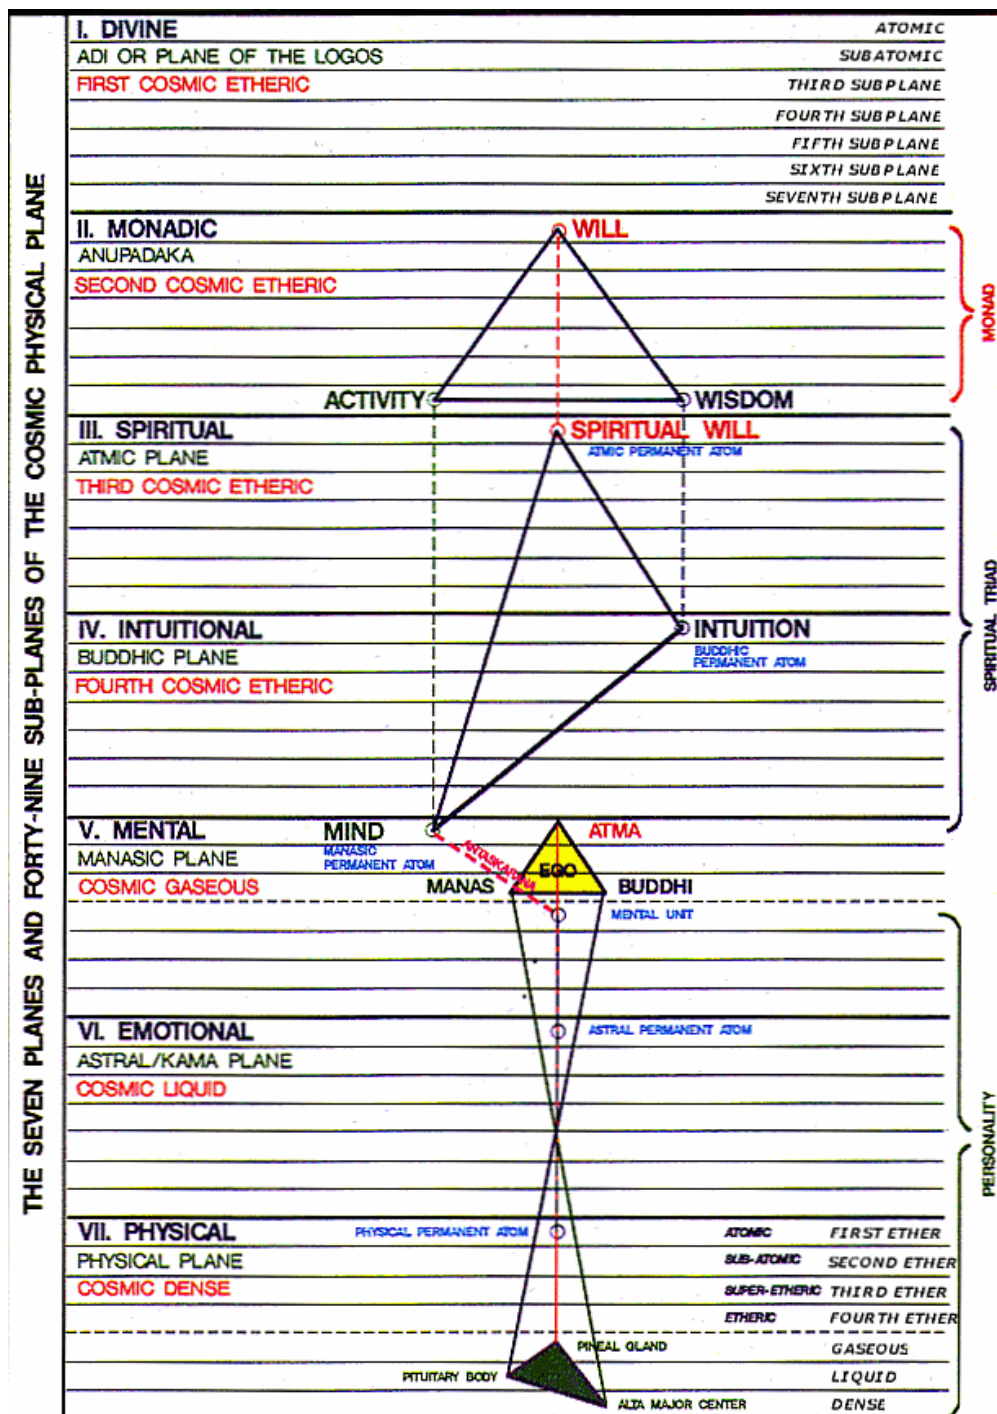 THE SEVEN PLANES AND FORTY-NINE SUB-PLANES OF THE COSMIC PHYSICAL PLANE
I. DIVINE
ATOMIC
ADI OR PLANE OF THE LOGOS
SUBATOMIC
FIRST COSMIC ETHERIC
THIRD SUBPLANE
FOURTH SUBPLANE
FIFTH SUBPLANE
SIXTH SUBPLANE
SEVENTH SUBPLANE
II. MONADIC
WILL
ANUPADAKA
SECOND COSMIC ETHERIC
MONAD
ACTIVITY
WISDOM
III. SPIRITUAL
SPIRITUAL WILL
ATMIC PLANE
ATMIC PERMANENT ATOM
THIRD COSMIC ETHERIC
SPIRITUAL TRIAD
IV. INTUITIONAL
INTUITION
BUDDHIC PLANE
BUDDHIC
PERMANENT ATOM
FOURTH COSMIC ETHERIC
V. MENTAL
MIND
ATMA
MANASIC PLANE
MANASIC
PERMANENT ATOM
ANTASKARANA
EGO
COSMIC GASEOUS
MANAS
BUDDHI
MENTAL UNIT
VI. EMOTIONAL
ASTRAL PERMANENT ATOM
ASTRAL/KAMA PLANE
COSMIC LIQUID
PERSONALITY
VII. PHYSICAL
PHYSICAL PERMANENT ATOM
ATOMIC
FIRST ETHER
PHYSICAL PLANE
SUB-ATOMIC
SECOND ETHER
COSMIC DENSE
SUPER-ETHERIC
THIRD ETHER
ETHERIC
FOURTH ETHER
PINEAL GLAND
GASEOUS
PITUITARY BODY
LIQUID
ALTA MAJOR CENTER
DENSE